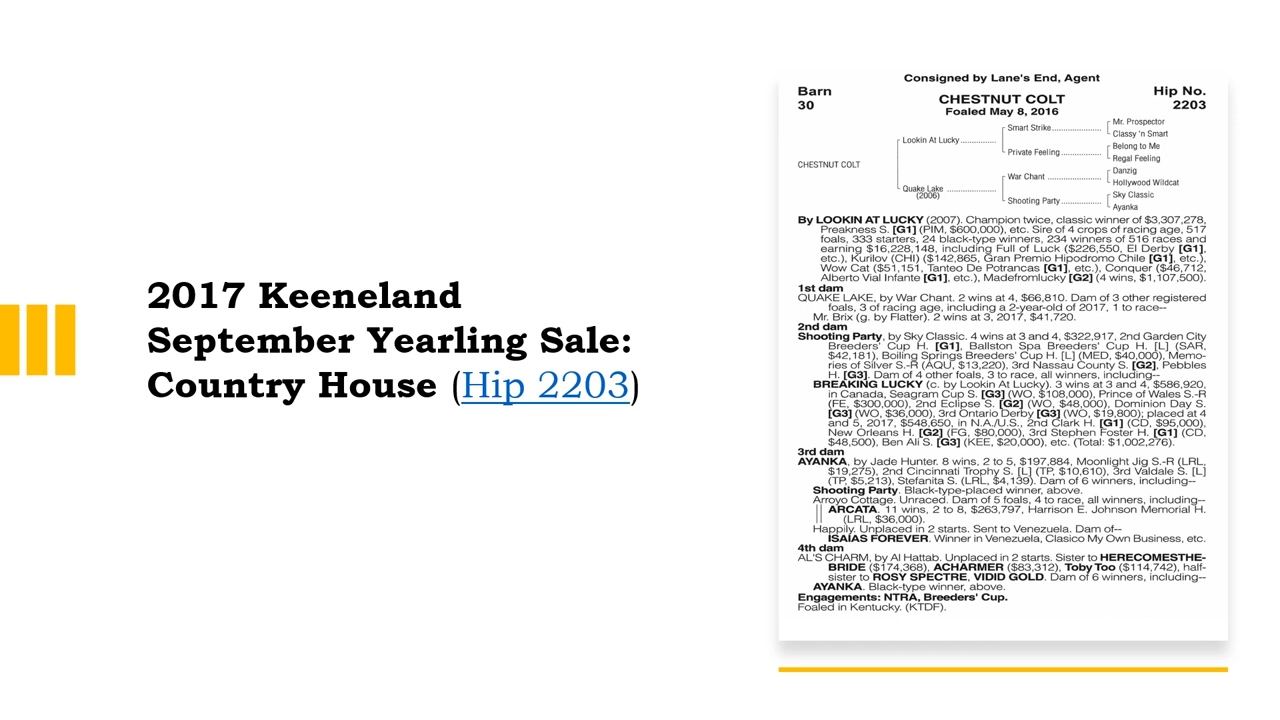 2017 Keeneland
September Yearling Sale:
Country House (Hip 2203)
Consigned by Lane's End, Agent
Barn
30
Hip No.
2203
CHESTNUT COLT
Foaled May 8, 2016
Mr. Prospector
Smart Strike....................
Classy 'n Smart
Lookin At Lucky ..............
Belong to Me
Private Feeling ................
Regal Feeling
CHESTNUT COLT
Danzig
War Chant .....................
Hollywood Wildcat
Quake Lake ...................
(2006)
Sky Classic
Shooting Party ................
Ayanka
By LOOKIN AT LUCKY (2007). Champion twice, classic winner of $3,307,278,
Preakness S. [G1] (PIM, $600,000), etc. Sire of 4 crops of racing age, 517
foals, 333 starters, 24 black-type winners, 234 winners of 516 races and
earning $16,228,148, including Full of Luck ($226,550, El Derby [G1],
etc.), Kurilov (CHI) ($142,865, Gran Premio Hipodromo Chile [G1], etc.),
Wow Cat ($51,151, Tanteo De Potrancas [G1], etc.), Conquer ($46,712,
Alberto Vial Infante [G1], etc.), Madefromlucky [G2] (4 wins, $1,107,500).
1st dam
QUAKE LAKE, by War Chant. 2 wins at 4, $66,810. Dam of 3 other registered
foals, 3 of racing age, including a 2-year-old of 2017, 1 to race--
Mr. Brix (g. by Flatter). 2 wins at 3, 2017, $41,720.
2nd dam
Shooting Party, by Sky Classic. 4 wins at 3 and 4, $322,917, 2nd Garden City
Breeders' Cup H. [G1], Ballston Spa Breeders' Cup H. [L] (SAR,
$42,181), Boiling Springs Breeders' Cup H. [L] (MED, $40,000), Memo-
ries of Silver S.-R (AQU, $13,220), 3rd Nassau County S. [G2], Pebbles
H. [G3]. Dam of 4 other foals, 3 to race, all winners, including--
BREAKING LUCKY (c. by Lookin At Lucky). 3 wins at 3 and 4, $586,920,
in Canada, Seagram Cup S. [G3] (WO, $108,000), Prince of Wales S.-R
(FE, $300,000), 2nd Eclipse S. [G2] (WO, $48,000), Dominion Day S.
[G3] (WO, $36,000), 3rd Ontario Derby [G3] (WO, $19,800); placed at 4
and 5, 2017, $548,650, in N.A./U.S., 2nd Clark H. [G1] (CD, $95,000),
New Orleans H. [G2] (FG, $80,000), 3rd Stephen Foster H. [G1] (CD,
$48,500), Ben Ali S. [G3] (KEE, $20,000), etc. (Total: $1,002,276).
3rd dam
AYANKA, by Jade Hunter. 8 wins, 2 to 5, $197,884, Moonlight Jig S.-R (LRL,
$19,275), 2nd Cincinnati Trophy S. [L] (TP, $10,610), 3rd Valdale S. [L]
(TP, $5,213), Stefanita S. (LRL, $4,139). Dam of 6 winners, including--
Shooting Party. Black-type-placed winner, above.
Arroyo Cottage. Unraced. Dam of 5 foals, 4 to race, all winners, including--
ARCATA. 11 wins, 2 to 8, $263,797, Harrison E. Johnson Memorial H.
(LRL, $36,000).
Happily. Unplaced in 2 starts. Sent to Venezuela. Dam of--
ISAIAS FOREVER. Winner in Venezuela, Clasico My Own Business, etc.
4th dam
AL'S CHARM, by Al Hattab. Unplaced in 2 starts. Sister to HERECOMESTHE-
BRIDE ($174,368), ACHARMER ($83,312), Toby Too ($114,742), half-
sister to ROSY SPECTRE, VIDID GOLD. Dam of 6 winners, including--
AYANKA. Black-type winner, above.
Engagements: NTRA, Breeders' Cup.
Foaled in Kentucky. (KTDF).